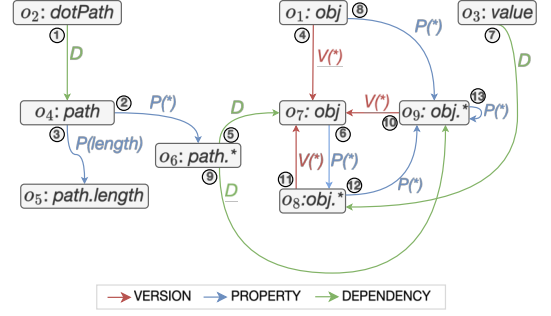 o₂: dotPath
o₁: obj
⑧
o₃: value
①
④
P(*)
⑦
D
V(*)
D
②
P(*)
⑬
o₄: path
D
o₇: obj
V(*)
o₉: obj.*
P(*)
③
⑤
⑥
⑩
P(length)
o₆: path.*
V(*)
P(*)
⑨
⑪
⑫
P(*)
o₅: path.length
D
o₈:obj.*
VERSION
PROPERTY
DEPENDENCY